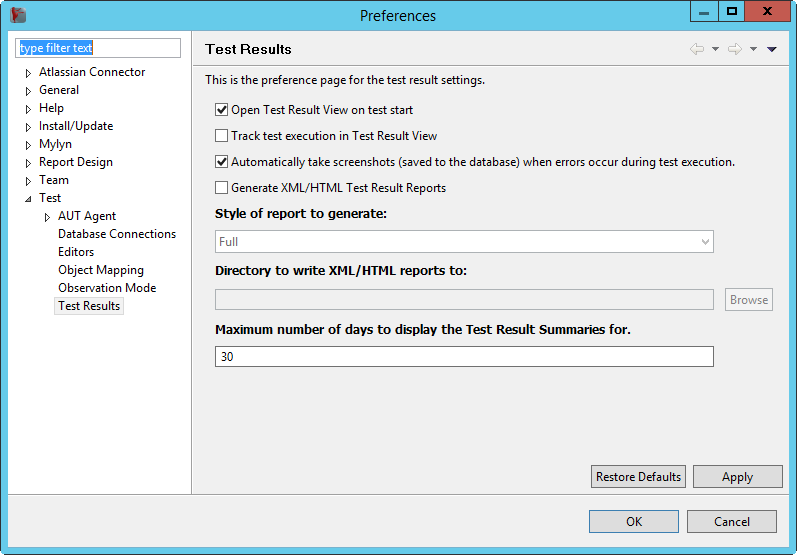 Preferences
type filter text
Atlassian Connector
General
Help
Install/Update
Mylyn
Report Design
Team
Test
AUT Agent
Database Connections
Editors
Object Mapping
Observation Mode
Test Results
Test Results
This is the preference page for the test result settings.
Open Test Result View on test start
Track test execution in Test Result View
Automatically take screenshots (saved to the database) when errors occur during test execution.
Generate XML/HTML Test Result Reports
Style of report to generate:
Full
Directory to write XML/HTML reports to:
Browse
Maximum number of days to display the Test Result Summaries for.
30
Restore Defaults
Apply
OK
Cancel